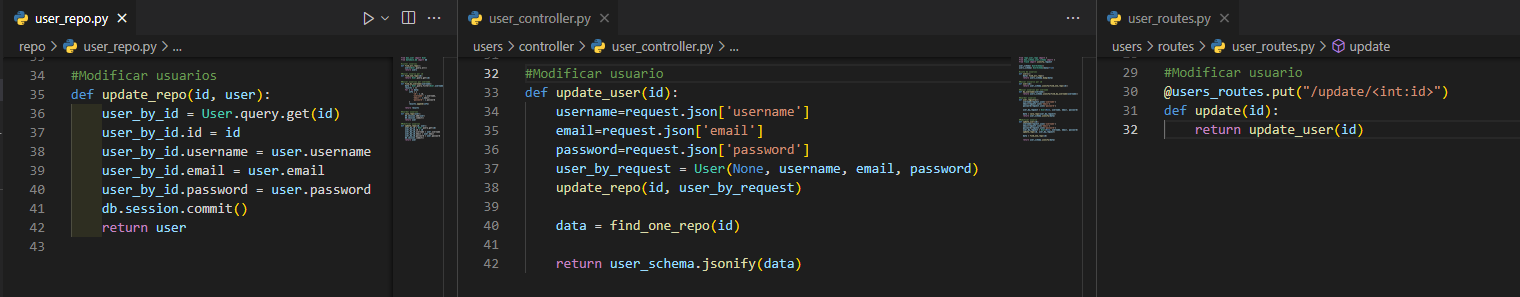 user_repo.py
repo > user_repo.py > ...
33
34 #Modificar usuarios
35 def update_repo(id, user):
36 user_by_id = User.query.get(id)
37 user_by_id.id = id
38 user_by_id.username = user.username
39 user_by_id.email = user.email
40 user_by_id.password = user.password
41 db.session.commit()
42 return user
43
user_controller.py
users > controller > user_controller.py > ...
31
32 #Modificar usuario
33 def update_user(id):
34 username=request.json['username']
35 email=request.json['email']
36 password=request.json['password']
37 user_by_request = User(None, username, email, password)
38 update_repo(id, user_by_request)
39
40 data = find_one_repo(id)
41
42 return user_schema.jsonify(data)
user_routes.py
users > routes > user_routes.py > update
28
29 #Modificar usuario
30 @users_routes.put("/update/<int:id>")
31 def update(id):
32 return update_user(id)